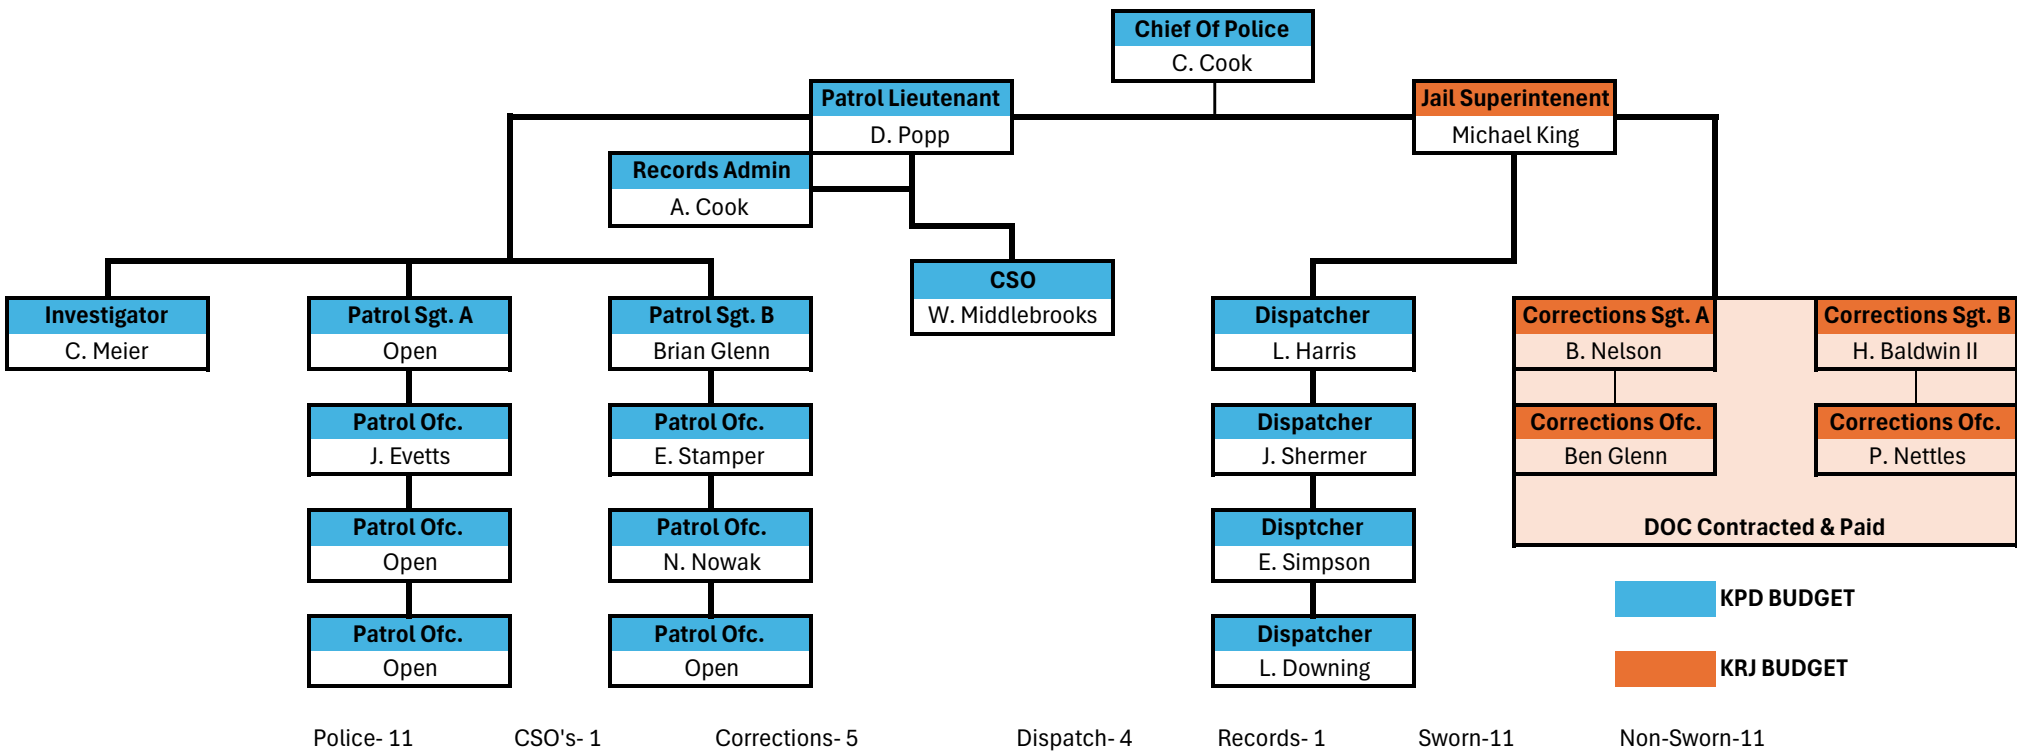 Chief Of Police
C. Cook
Patrol Lieutenant
D. Popp
Jail Superintenent
Michael King
Records Admin
A. Cook
CSO
W. Middlebrooks
Investigator
C. Meier
Patrol Sgt. A
Open
Patrol Sgt. B
Brian Glenn
Dispatcher
L. Harris
Corrections Sgt. A
B. Nelson
Corrections Sgt. B
H. Baldwin II
Patrol Ofc.
J. Evetts
Patrol Ofc.
E. Stamper
Dispatcher
J. Shermer
Corrections Ofc.
Ben Glenn
Corrections Ofc.
P. Nettles
Patrol Ofc.
Open
Patrol Ofc.
N. Nowak
Disptcher
E. Simpson
DOC Contracted & Paid
Patrol Ofc.
Open
Patrol Ofc.
Open
Dispatcher
L. Downing
KPD BUDGET
KRJ BUDGET
Police- 11 CSO's- 1 Corrections- 5 Dispatch- 4 Records- 1 Sworn-11 Non-Sworn-11